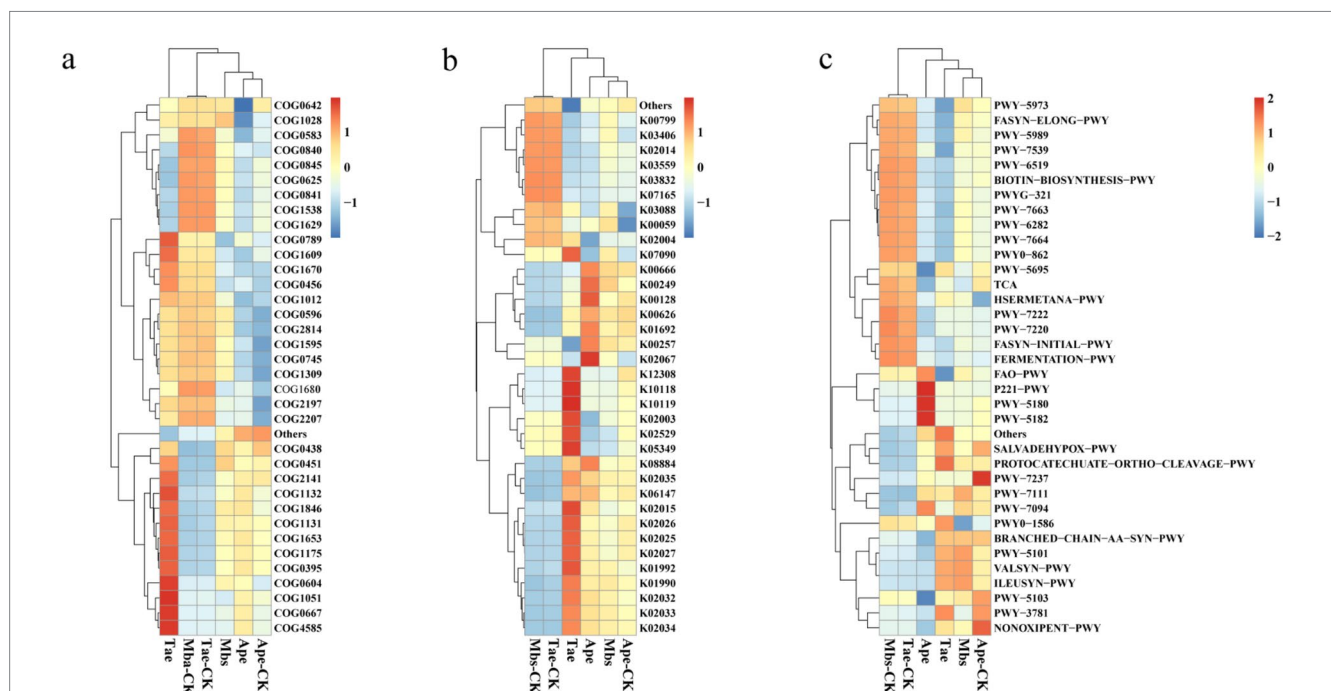 a
COG0642
COG1028
COG0583
COG0840
COG0845
COG0625
COG0841
COG1538
COG1629
COG0789
COG1609
COG1670
COG0456
COG1012
COG0596
COG2814
COG1595
COG0745
COG1309
COG1680
COG2197
COG2207
Others
COG0438
COG0451
COG2141
COG1132
COG1846
COG1131
COG1653
COG1175
COG0395
COG0604
COG1051
COG0667
COG4585
1
0
−1
Tae
Mba-CK
Tae-CK
Mbs
Ape
Ape-CK
b
Others
K00799
K03406
K02014
K03559
K03832
K07165
K03088
K00059
K02004
K07090
K00666
K00249
K00128
K00626
K01692
K00257
K02067
K12308
K10118
K10119
K02003
K02529
K05349
K08884
K02035
K06147
K02015
K02026
K02025
K02027
K01992
K01990
K02032
K02033
K02034
1
0
−1
Mbs-CK
Tae-CK
Tae
Ape
Mbs
Ape-CK
c
PWY−5973
FASYN−ELONG−PWY
PWY−5989
PWY−7539
PWY−6519
BIOTIN−BIOSYNTHESIS−PWY
PWYG−321
PWY−7663
PWY−6282
PWY−7664
PWY0−862
PWY−5695
TCA
HSERMETANA−PWY
PWY−7222
PWY−7220
FASYN−INITIAL−PWY
FERMENTATION−PWY
FAO−PWY
P221−PWY
PWY−5180
PWY−5182
Others
SALVADEHYPOX−PWY
PROTOCATECHUATE−ORTHO−CLEAVAGE−PWY
PWY−7237
PWY−7111
PWY−7094
PWY0−1586
BRANCHED−CHAIN−AA−SYN−PWY
PWY−5101
VALSYN−PWY
ILEUSYN−PWY
PWY−5103
PWY−3781
NONOXIPENT−PWY
2
1
0
−1
−2
Mbs-CK
Tae-CK
Ape
Tae
Mbs
Ape-CK